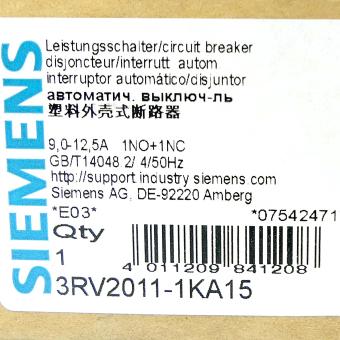 SIEMENS
Leistungsschalter/circuit breaker
disjoncteur/interrutt autom
interruptor automático/disjuntor
автоматич. выключ-ль
塑料外壳式断路器
9,0-12,5A 1NO+1NC
GB/T14048.2/ 4/50Hz
http://support industry siemens.com
Siemens AG, DE-92220 Amberg
*E03* *07542471
Qty
1
4 011209 841208
3RV2011-1KA15